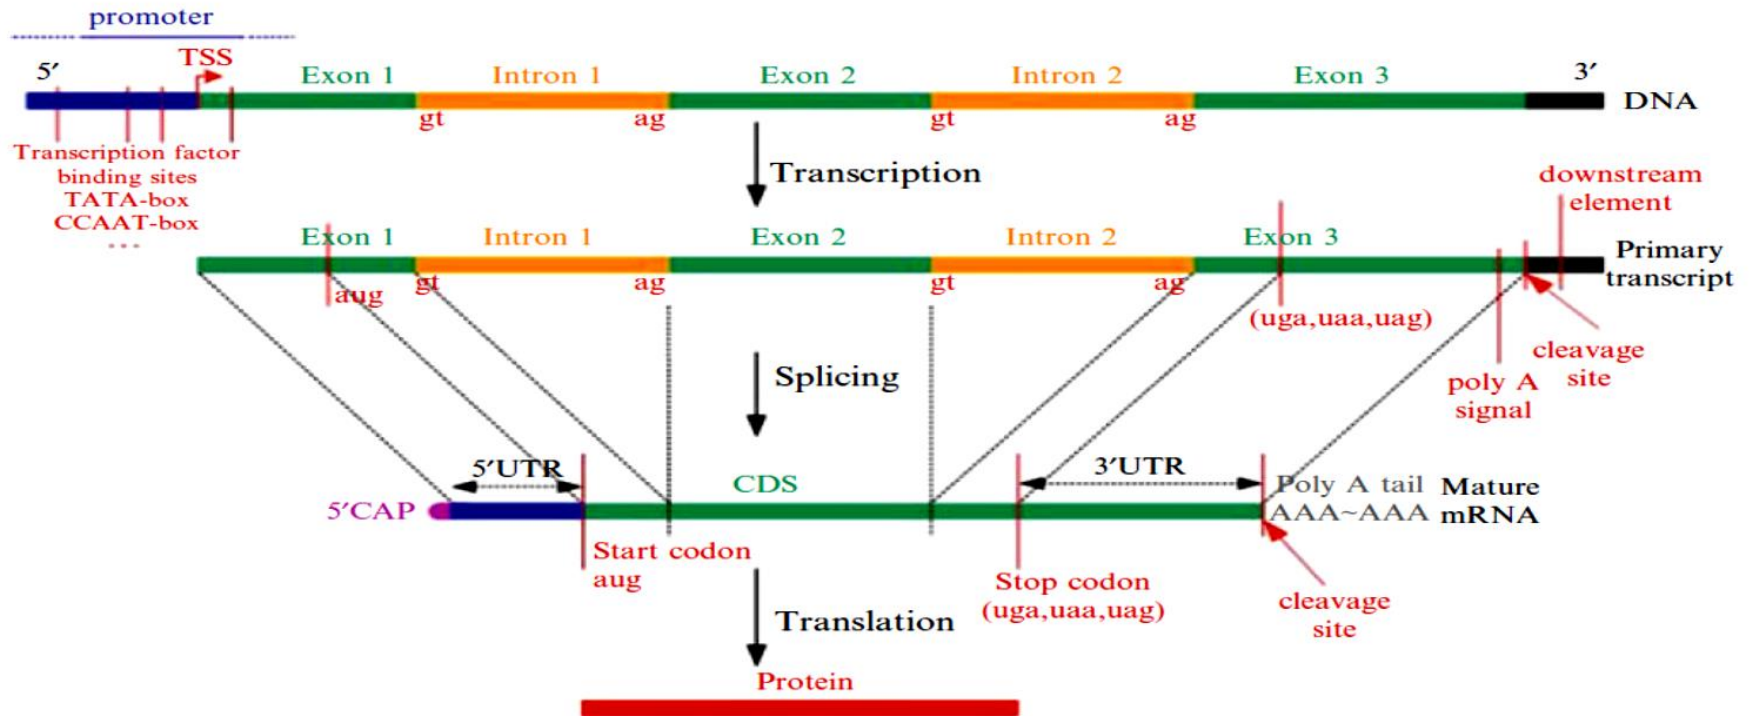 promoter
TSS
5′ Exon 1 Intron 1 Exon 2 Intron 2 Exon 3 3′
DNA
gt ag gt ag
Transcription factor
binding sites
TATA-box
CCAAT-box
...
Transcription
downstream
element
Exon 1 Intron 1 Exon 2 Intron 2 Exon 3
Primary
transcript
aug gt ag gt ag
(uga,uaa,uag)
cleavage
site
poly A
signal
Splicing
5′UTR CDS 3′UTR
Poly A tail
AAA~AAA
Mature
mRNA
5′CAP
Start codon
aug
Stop codon
(uga,uaa,uag)
cleavage
site
Translation
Protein